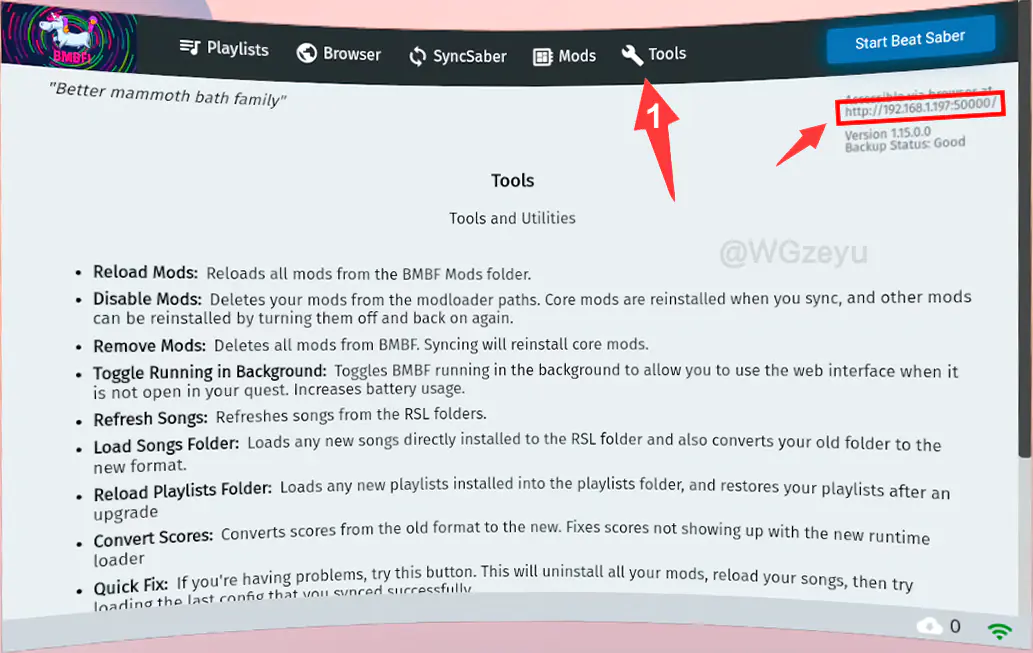 BMBF!
Playlists
Browser
SyncSaber
Mods
Tools
Start Beat Saber
"Better mammoth bath family"
Accessible via browser at
http://192.168.1.197:50000/
Version 1.15.0.0
Backup Status: Good
1
Tools
Tools and Utilities
@WGzeyu
• Reload Mods: Reloads all mods from the BMBF Mods folder.
• Disable Mods: Deletes your mods from the modloader paths. Core mods are reinstalled when you sync, and other mods
can be reinstalled by turning them off and back on again.
• Remove Mods: Deletes all mods from BMBF. Syncing will reinstall core mods.
• Toggle Running in Background: Toggles BMBF running in the background to allow you to use the web interface when it
is not open in your quest. Increases battery usage.
• Refresh Songs: Refreshes songs from the RSL folders.
• Load Songs Folder: Loads any new songs directly installed to the RSL folder and also converts your old folder to the
new format.
• Reload Playlists Folder: Loads any new playlists installed into the playlists folder, and restores your playlists after an
upgrade
• Convert Scores: Converts scores from the old format to the new. Fixes scores not showing up with the new runtime
loader
• Quick Fix: If you're having problems, try this button. This will uninstall all your mods, reload your songs, then try
loading the last config that you synced successfully
0